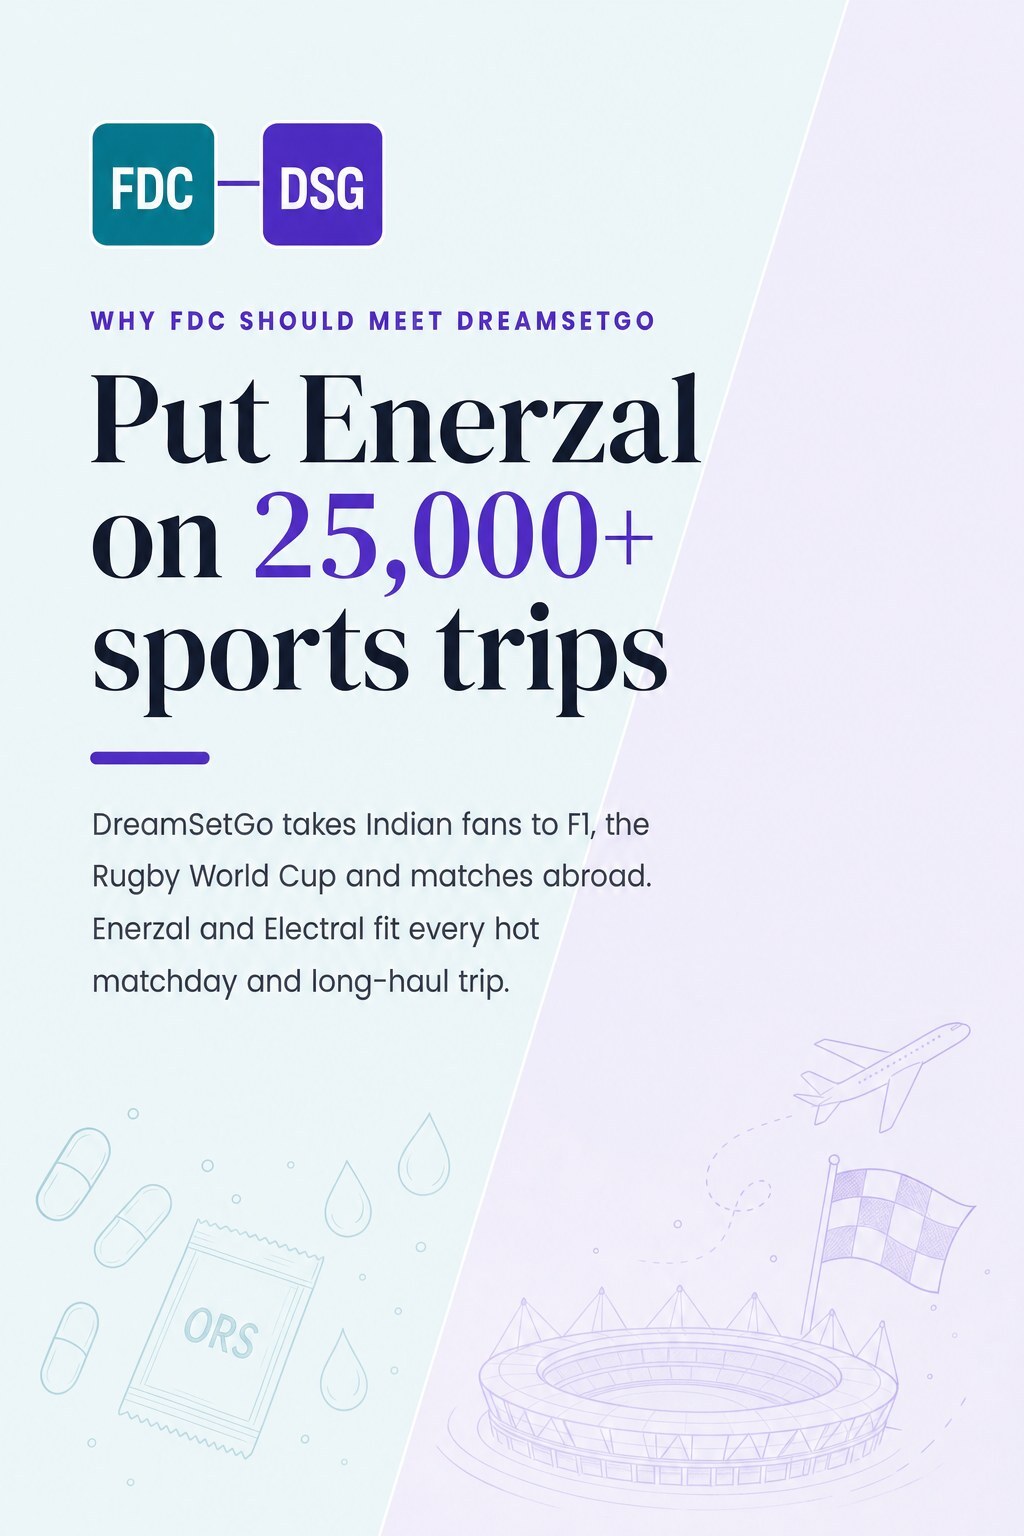 FDC DSG
WHY FDC SHOULD MEET DREAMSETGO
Put Enerzal
on 25,000+
sports trips
DreamSetGo takes Indian fans to F1, the
Rugby World Cup and matches abroad.
Enerzal and Electral fit every hot
matchday and long-haul trip.
ORS